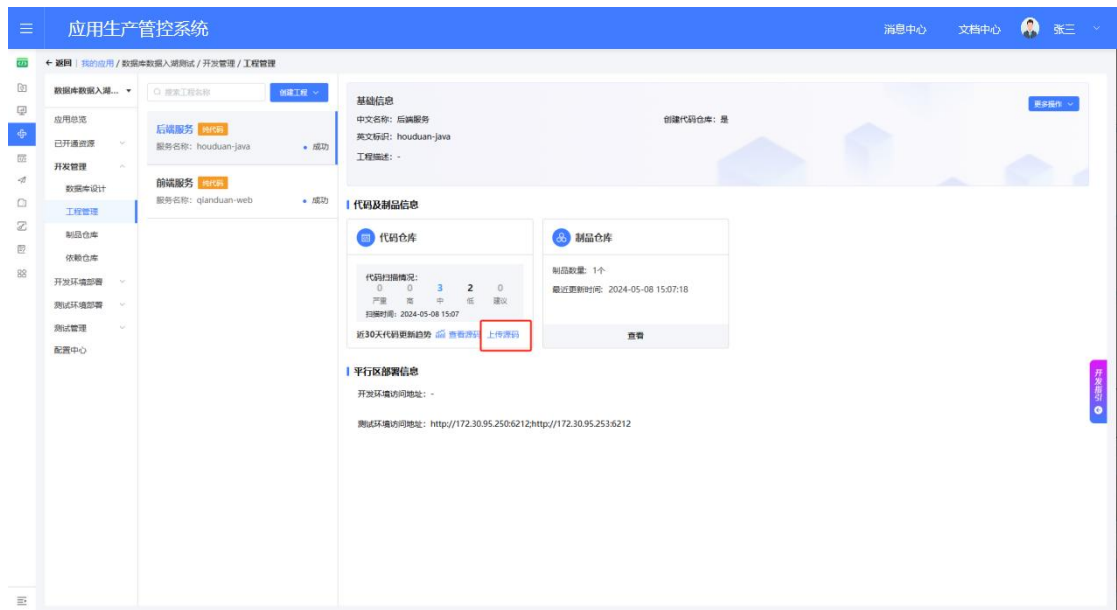 应用生产管控系统
消息中心
文档中心
张三
返回 | 我的应用 / 数据库数据入湖测试 / 开发管理 / 工程管理
数据库数据入湖...
应用总览
已开通资源
开发管理
数据库设计
工程管理
制品仓库
依赖仓库
开发环境部署
测试环境部署
测试管理
配置中心
搜索工程名称
创建工程
后端服务 纯代码
服务名称：houduan-java
成功
前端服务 纯代码
服务名称：qianduan-web
成功
基础信息
更多操作
中文名称：后端服务
创建代码仓库：是
英文标识：houduan-java
工程描述：-
代码及制品信息
代码仓库
代码扫描情况：
0 0 3 2 0
严重 高 中 低 建议
扫描时间：2024-05-08 15:07
近30天代码更新趋势 查看源码 上传源码
制品仓库
制品数量：1个
最近更新时间：2024-05-08 15:07:18
查看
平行区部署信息
开发环境访问地址：-
测试环境访问地址：http://172.30.95.250:6212;http://172.30.95.253:6212
开发指引